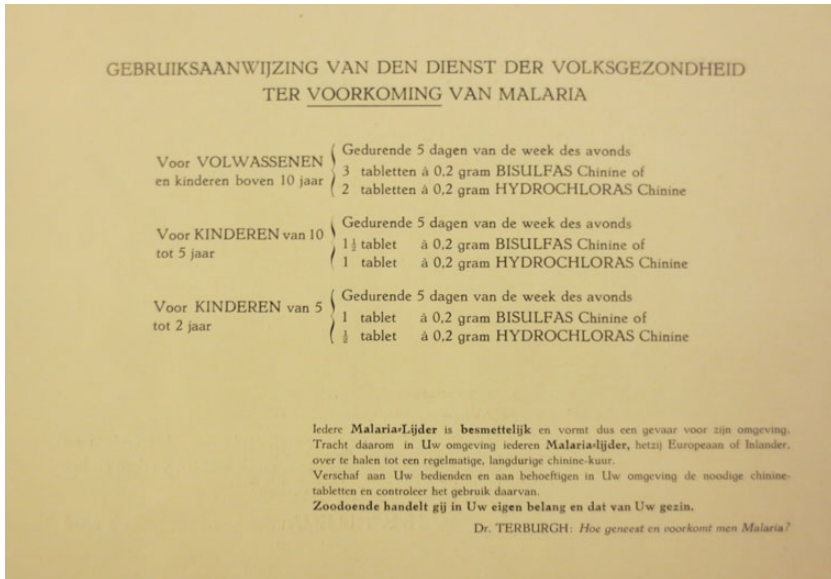 GEBRUIKSAANWIJZING VAN DEN DIENST DER VOLKSGEZONDHEID
TER VOORKOMING VAN MALARIA
Voor VOLWASSENEN
en kinderen boven 10 jaar
Gedurende 5 dagen van de week des avonds
3 tabletten á 0,2 gram BISULFAS Chinine of
2 tabletten á 0,2 gram HYDROCHLORAS Chinine
Voor KINDEREN van 10
tot 5 jaar
Gedurende 5 dagen van de week des avonds
1½ tablet á 0,2 gram BISULFAS Chinine of
1 tablet á 0,2 gram HYDROCHLORAS Chinine
Voor KINDEREN van 5
tot 2 jaar
Gedurende 5 dagen van de week des avonds
1 tablet á 0,2 gram BISULFAS Chinine of
½ tablet á 0,2 gram HYDROCHLORAS Chinine
Iedere Malaria-Lijder is besmettelijk en vormt dus een gevaar voor zijn omgeving.
Tracht daarom in Uw omgeving iederen Malaria-lijder, hetzij Europeaan of Inlander,
over te halen tot een regelmatige, langdurige chinine-kuur.
Verschaf aan Uw bedienden en aan behoeftigen in Uw omgeving de noodige chinine-
tabletten en controleer het gebruik daarvan.
Zoodoende handelt gij in Uw eigen belang en dat van Uw gezin.
Dr. TERBURGH: Hoe geneest en voorkomt men Malaria?